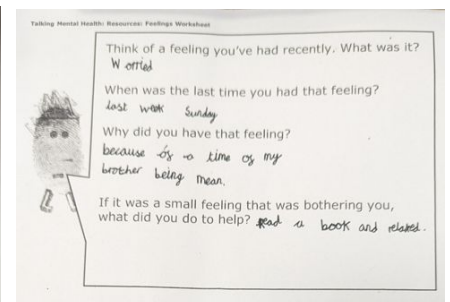 Talking Mental Health: Resources: Feelings Worksheet
Think of a feeling you've had recently. What was it?
Worried
When was the last time you had that feeling?
last week Sunday
Why did you have that feeling?
because of a time of my
brother being mean.
If it was a small feeling that was bothering you,
what did you do to help? Read a book and relaxed.